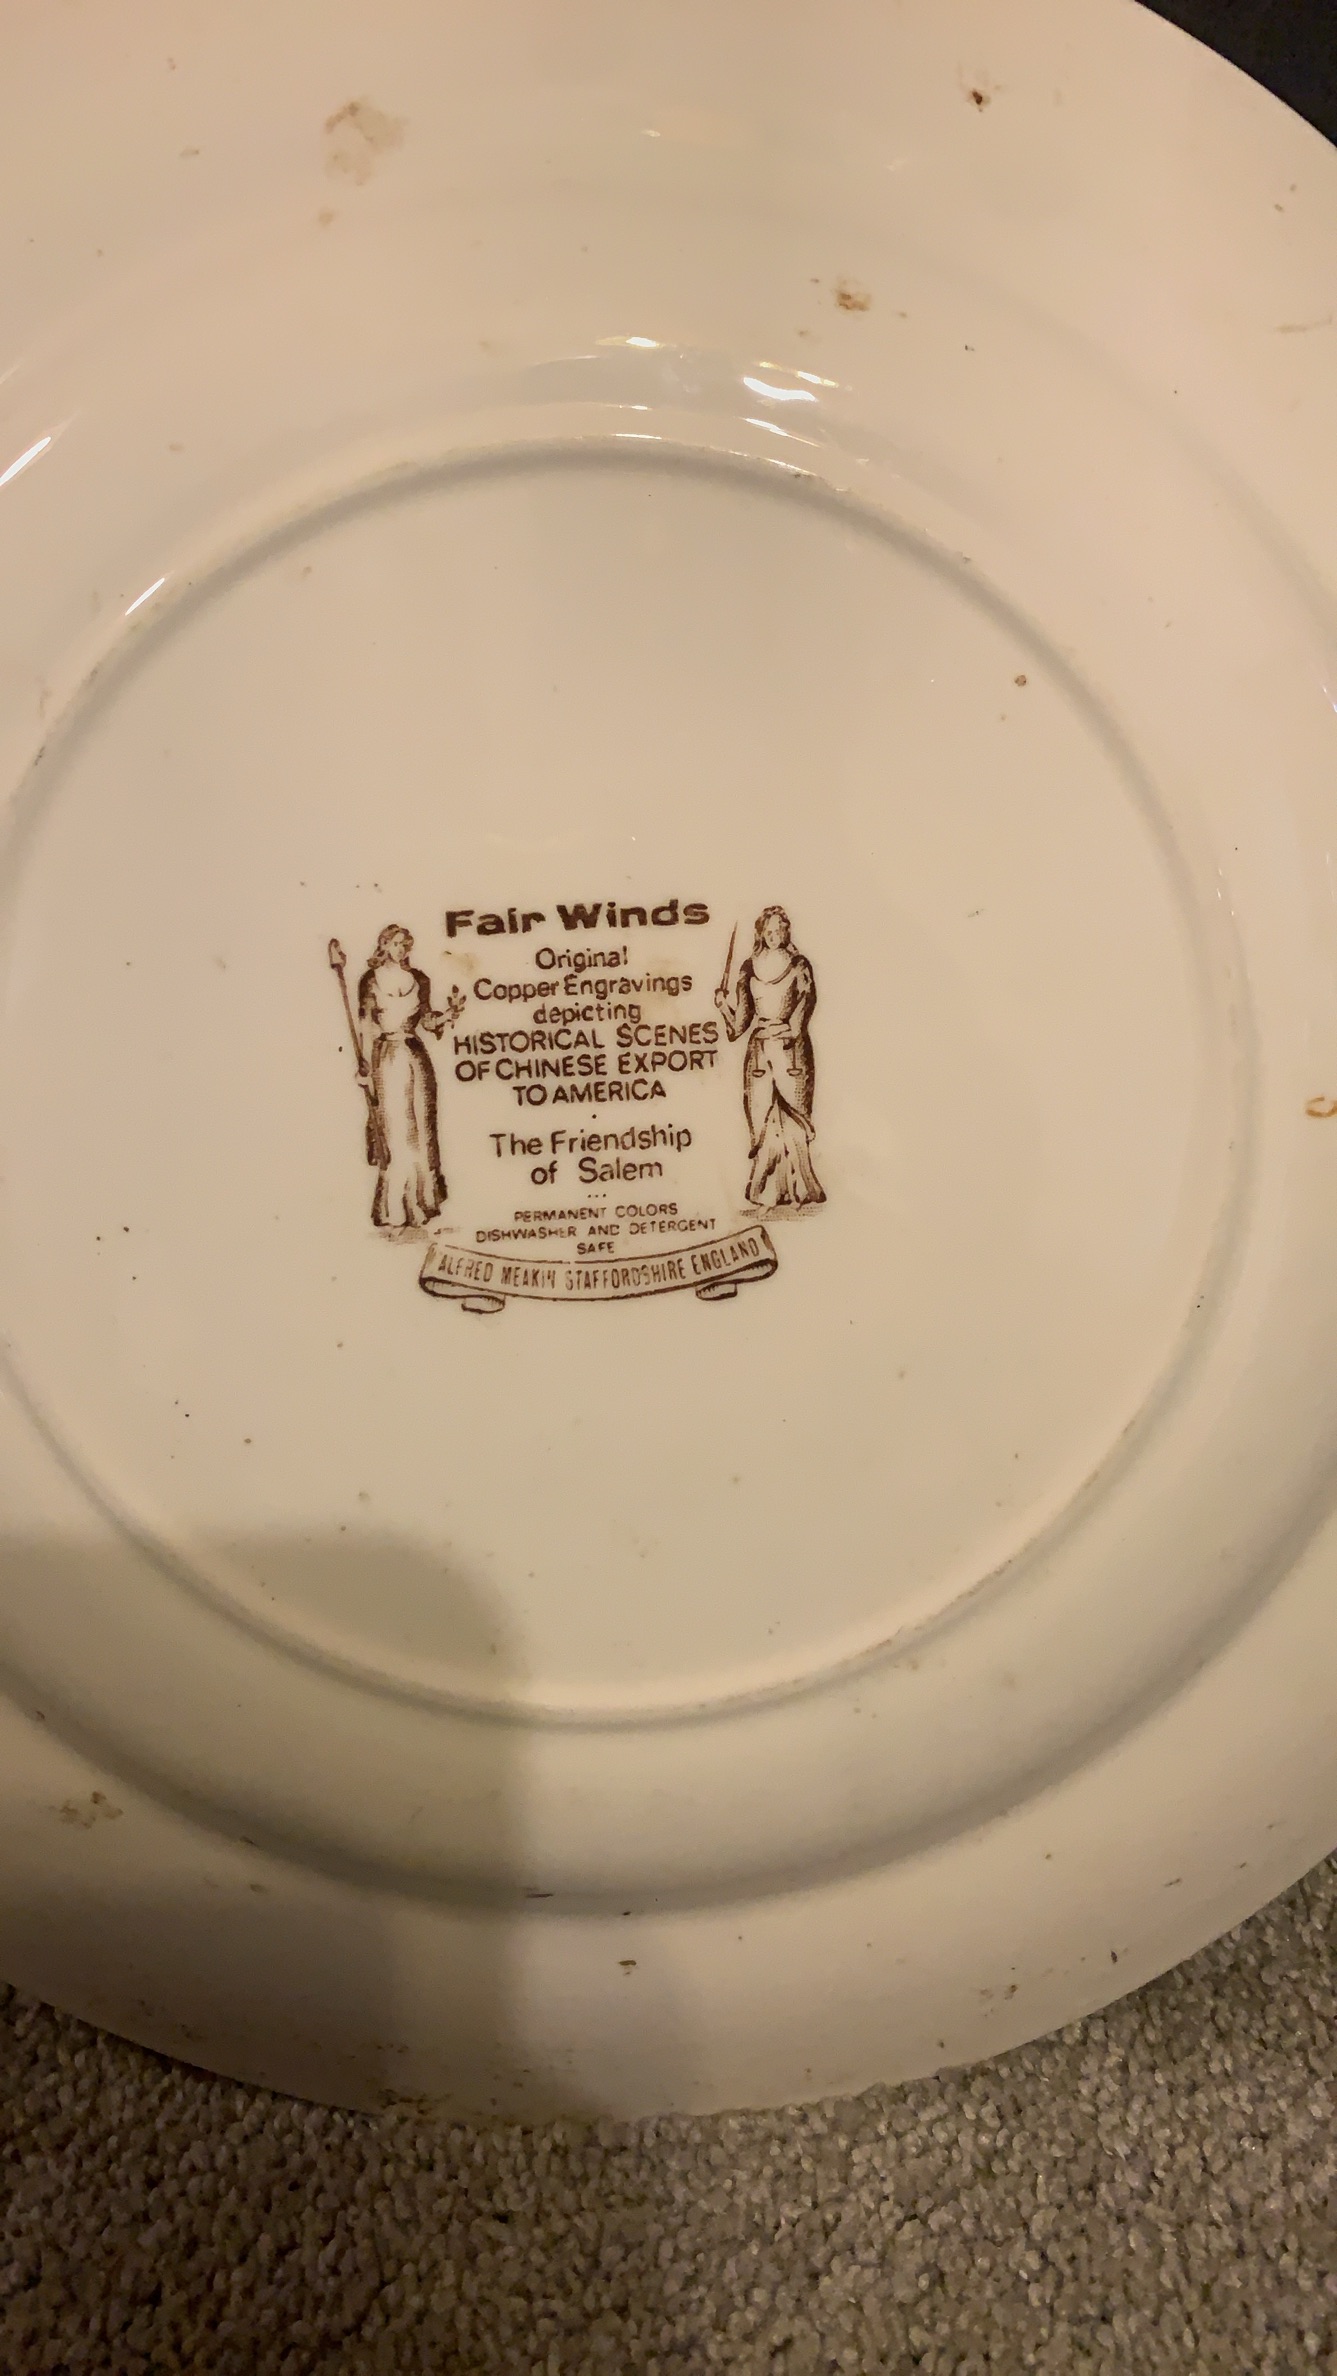 Fair Winds
Original
Copper Engravings
depicting
HISTORICAL SCENES
OF CHINESE EXPORT
TO AMERICA
The Friendship
of Salem
...
PERMANENT COLORS
DISHWASHER AND DETERGENT
SAFE
ALFRED MEAKIN STAFFORDSHIRE ENGLAND